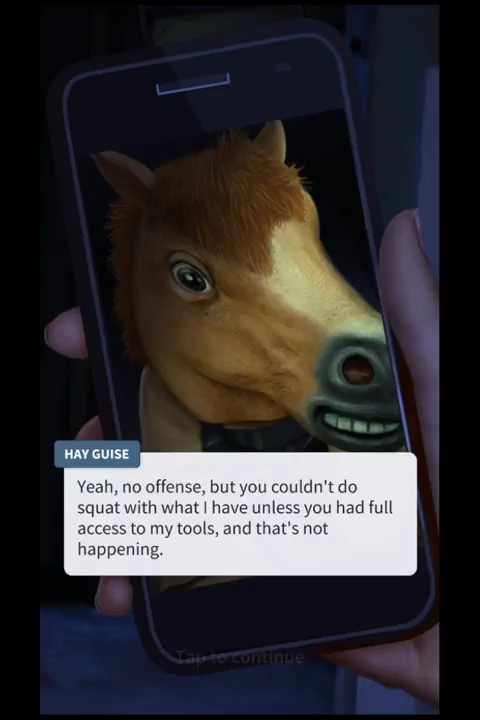 HAY GUISE
Yeah, no offense, but you couldn't do
squat with what I have unless you had full
access to my tools, and that's not
happening.
Tap to continue